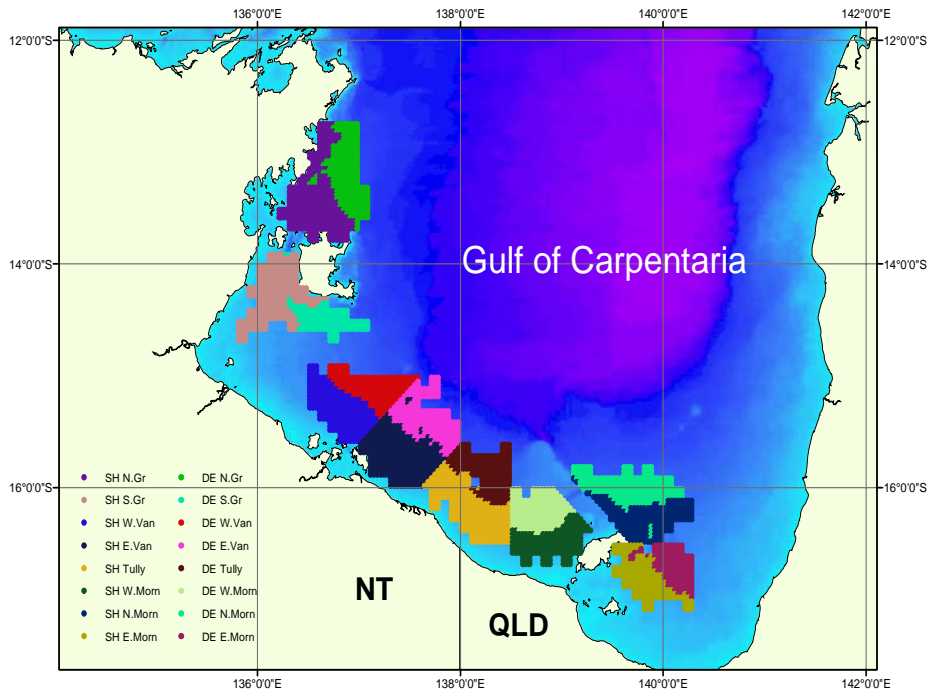 136°0'0"E 138°0'0"E 140°0'0"E 142°0'0"E
12°0'0"S 12°0'0"S
Gulf of Carpentaria
14°0'0"S 14°0'0"S
16°0'0"S 16°0'0"S
SH N.Gr DE N.Gr
SH S.Gr DE S.Gr
SH W.Van DE W.Van
SH E.Van DE E.Van
SH Tully DE Tully
SH W.Morn DE W.Morn
SH N.Morn DE N.Morn
SH E.Morn DE E.Morn
NT
QLD
136°0'0"E 138°0'0"E 140°0'0"E 142°0'0"E